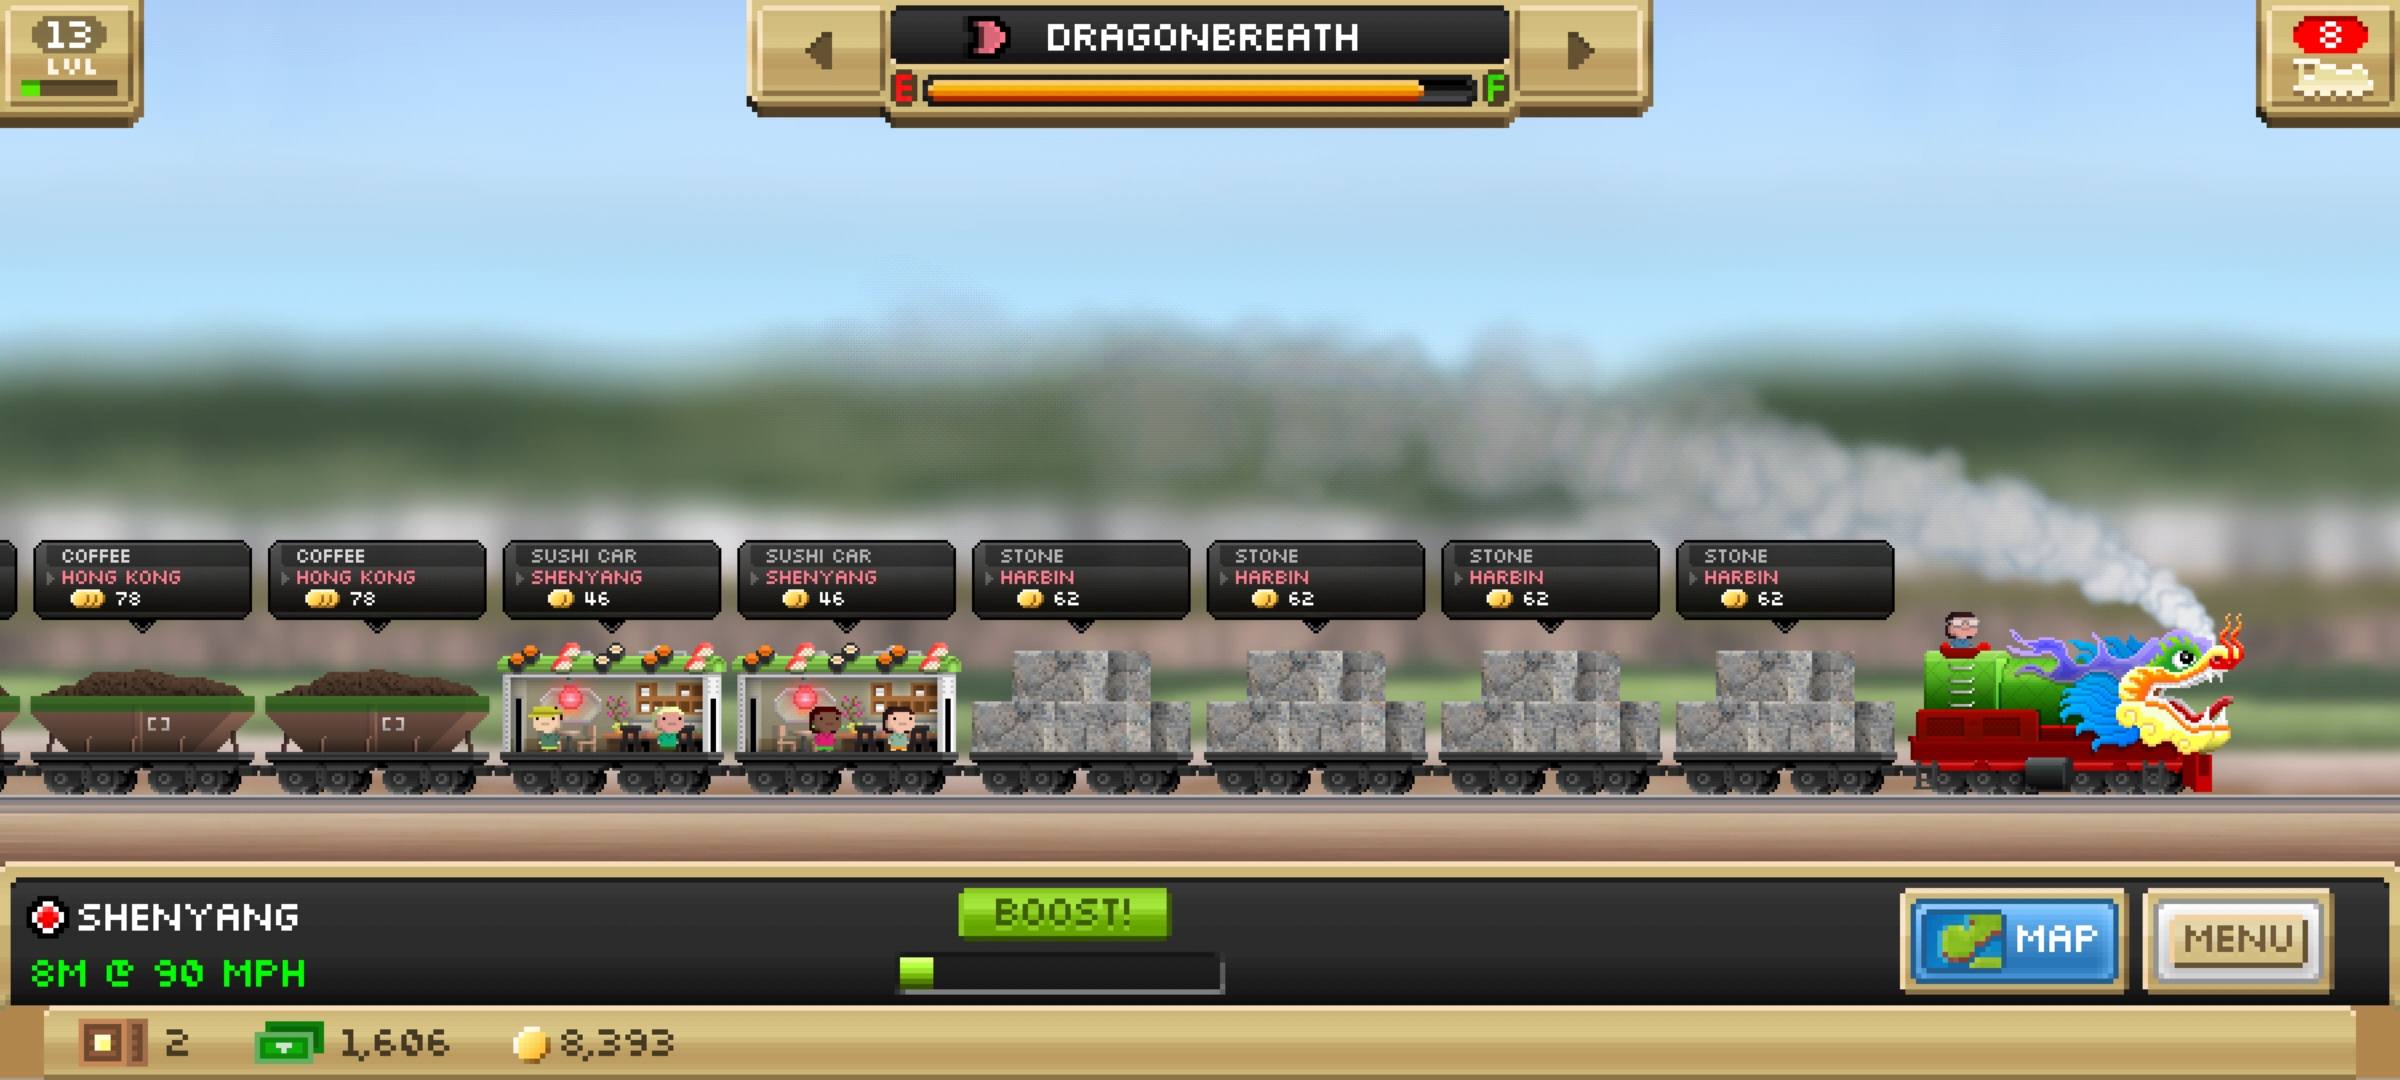 13
LVL
DRAGONBREATH
E
F
8
COFFEE
HONG KONG
78
COFFEE
HONG KONG
78
SUSHI CAR
SHENYANG
46
SUSHI CAR
SHENYANG
46
STONE
HARBIN
62
STONE
HARBIN
62
STONE
HARBIN
62
STONE
HARBIN
62
SHENYANG
8M @ 90 MPH
BOOST!
MAP
MENU
2
1,606
8,393